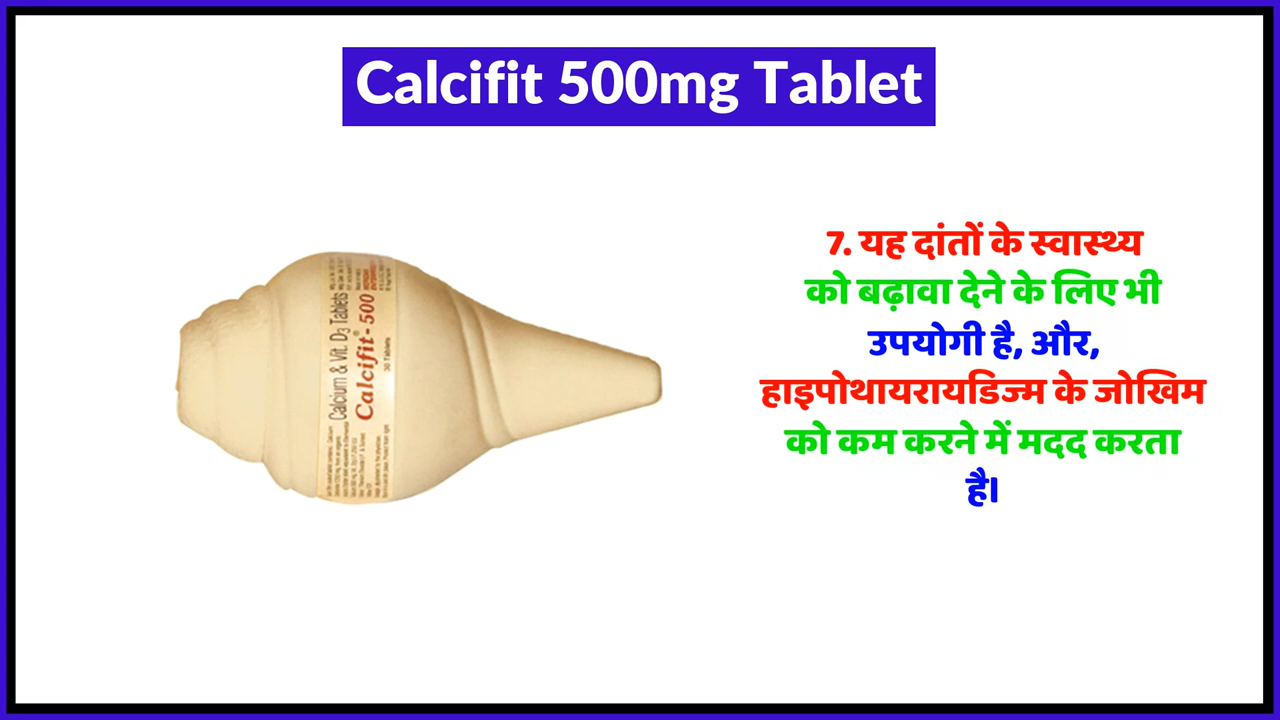 Calcifit 500mg Tablet
7. यह दांतों के स्वास्थ्य
को बढ़ावा देने के लिए भी
उपयोगी है, और,
हाइपोथायरायडिज्म के जोखिम
को कम करने में मदद करता
है।
Calcium & Vit. D3 Tablets
Calcifit®-500
30 Tablets